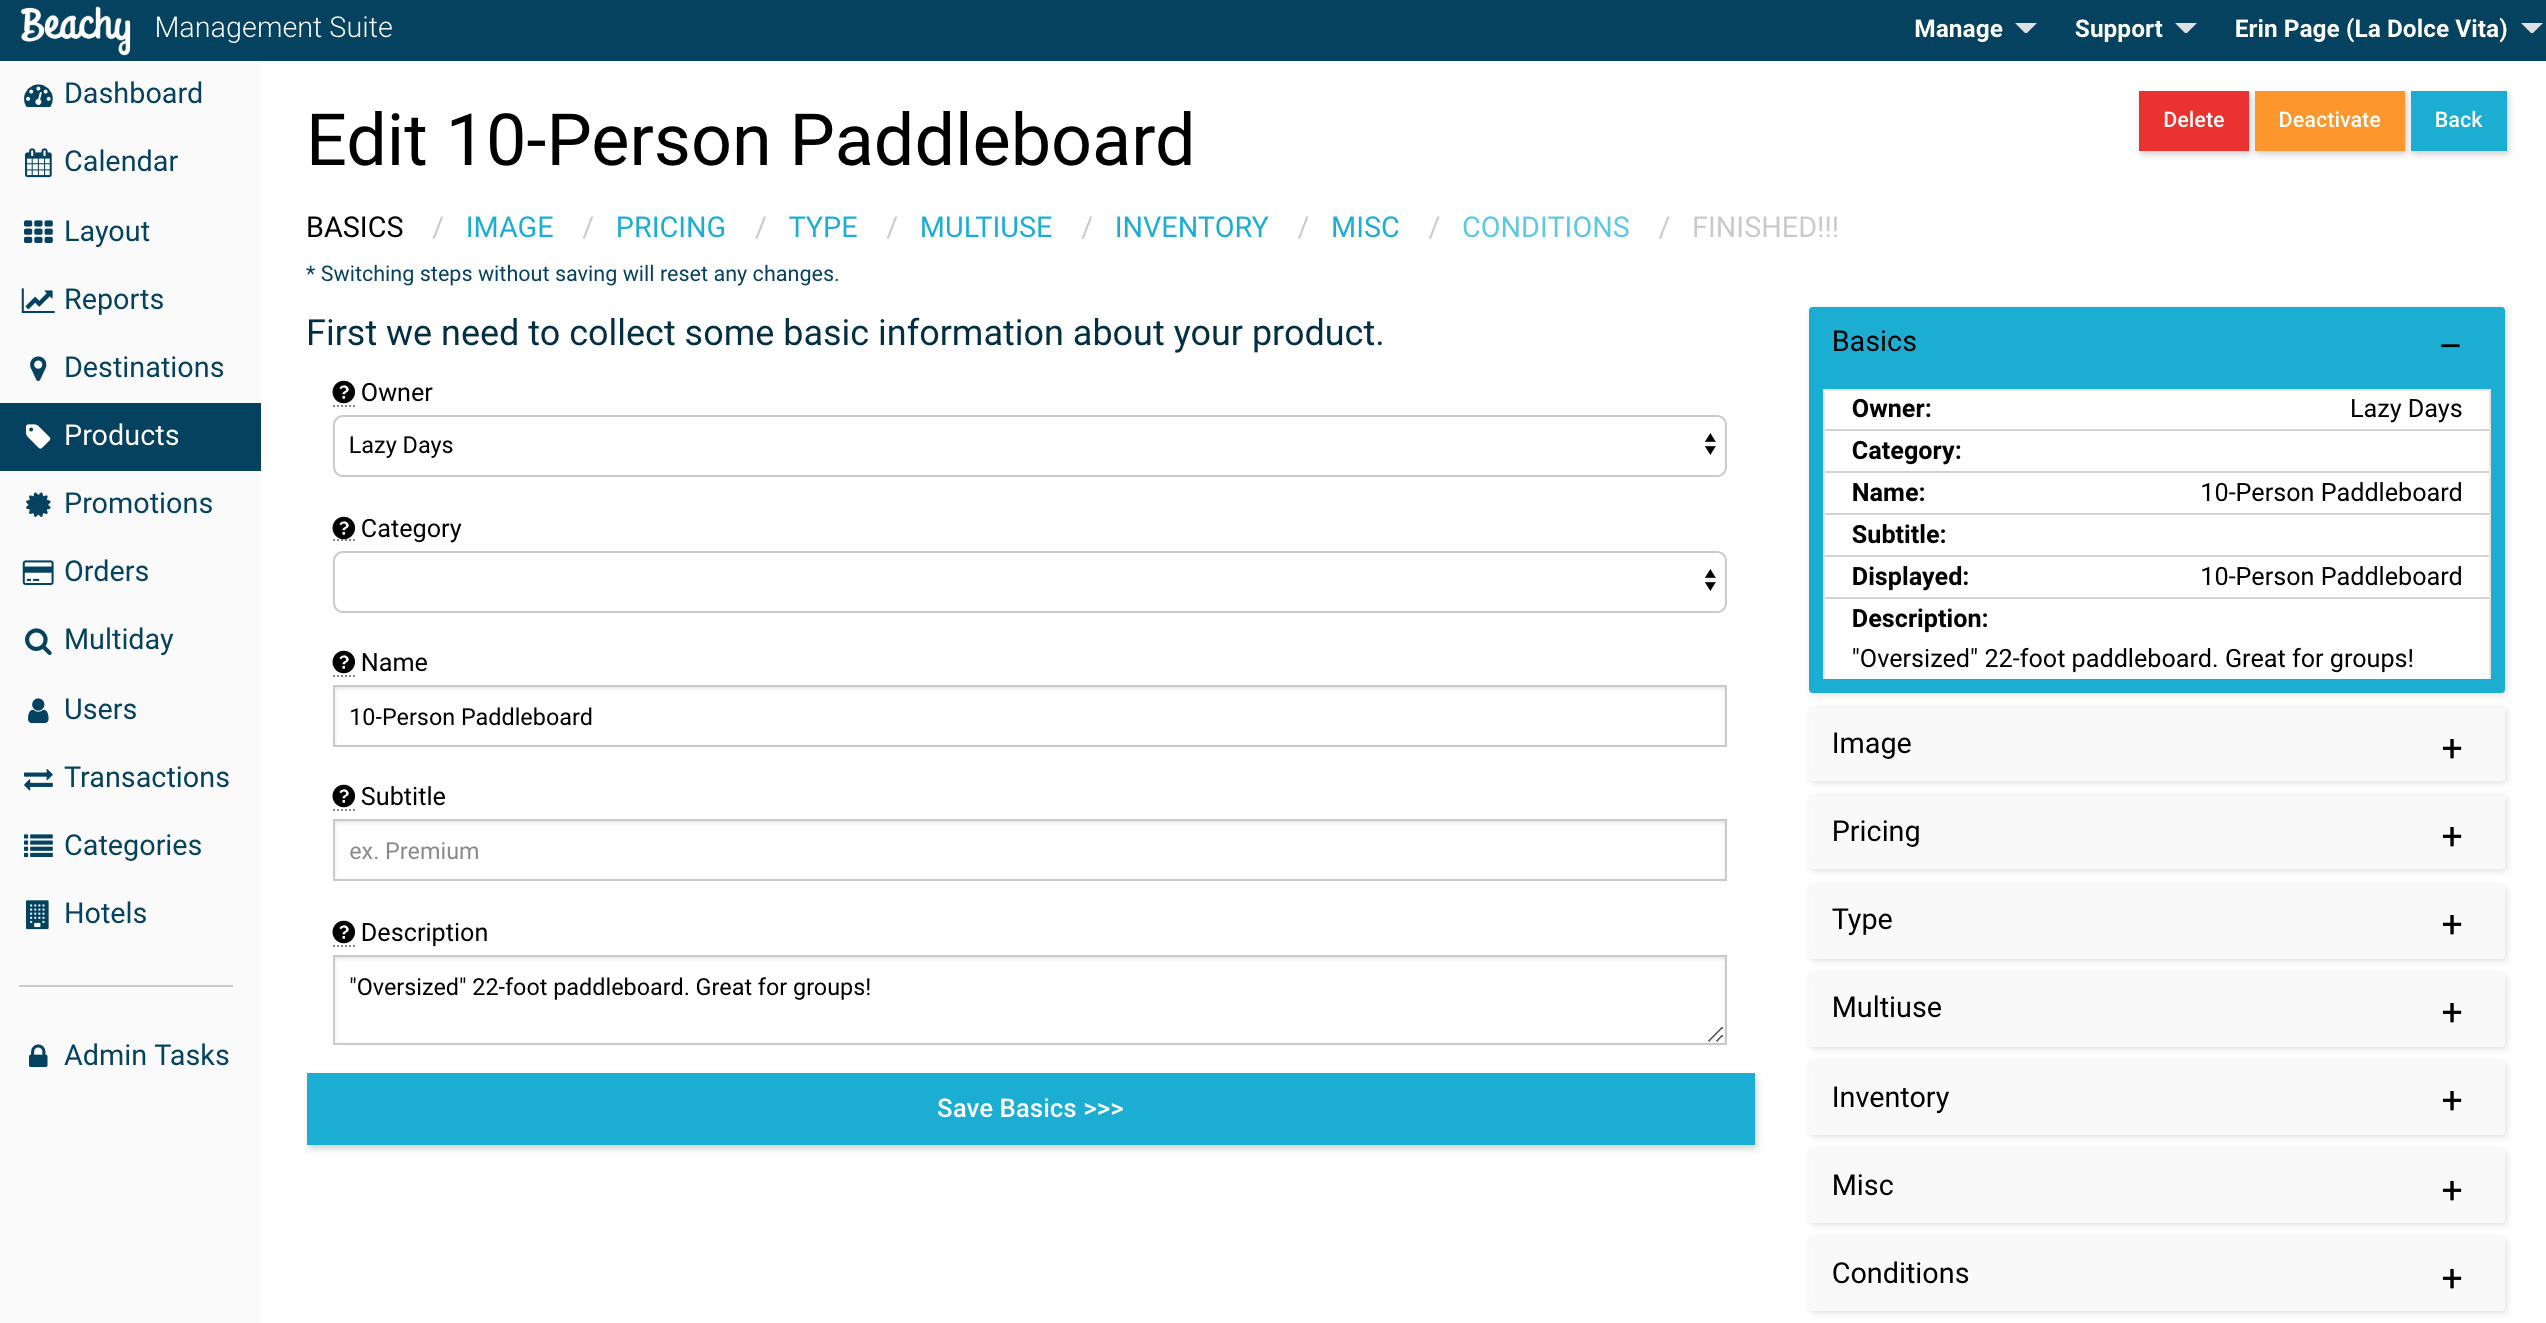 Beachy Management Suite
Manage Support Erin Page (La Dolce Vita)
Dashboard
Calendar
Layout
Reports
Destinations
Products
Promotions
Orders
Multiday
Users
Transactions
Categories
Hotels
Admin Tasks
Edit 10-Person Paddleboard
Delete Deactivate Back
BASICS / IMAGE / PRICING / TYPE / MULTIUSE / INVENTORY / MISC / CONDITIONS / FINISHED!!!
* Switching steps without saving will reset any changes.
First we need to collect some basic information about your product.
? Owner
Lazy Days
? Category
? Name
10-Person Paddleboard
? Subtitle
ex. Premium
? Description
"Oversized" 22-foot paddleboard. Great for groups!
Save Basics >>>
Basics –
Owner: Lazy Days
Category:
Name: 10-Person Paddleboard
Subtitle:
Displayed: 10-Person Paddleboard
Description:
"Oversized" 22-foot paddleboard. Great for groups!
Image +
Pricing +
Type +
Multiuse +
Inventory +
Misc +
Conditions +